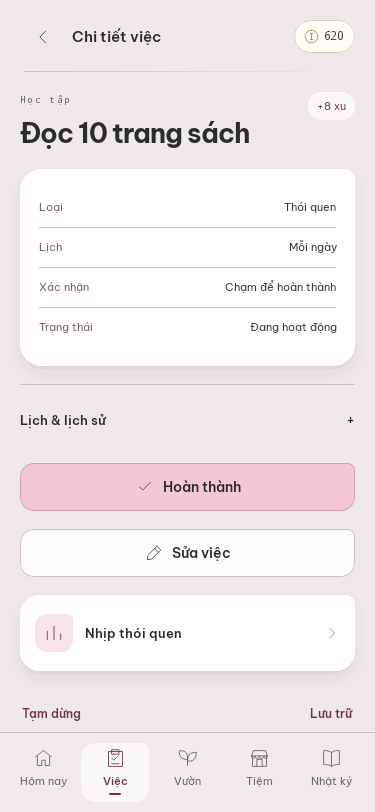 Chi tiết việc
620
Học tập
+8 xu
Đọc 10 trang sách
Loại
Thói quen
Lịch
Mỗi ngày
Xác nhận
Chạm để hoàn thành
Trạng thái
Đang hoạt động
Lịch & lịch sử
+
Hoàn thành
Sửa việc
Nhịp thói quen
Tạm dừng
Lưu trữ
Hôm nay
Việc
Vườn
Tiệm
Nhật ký